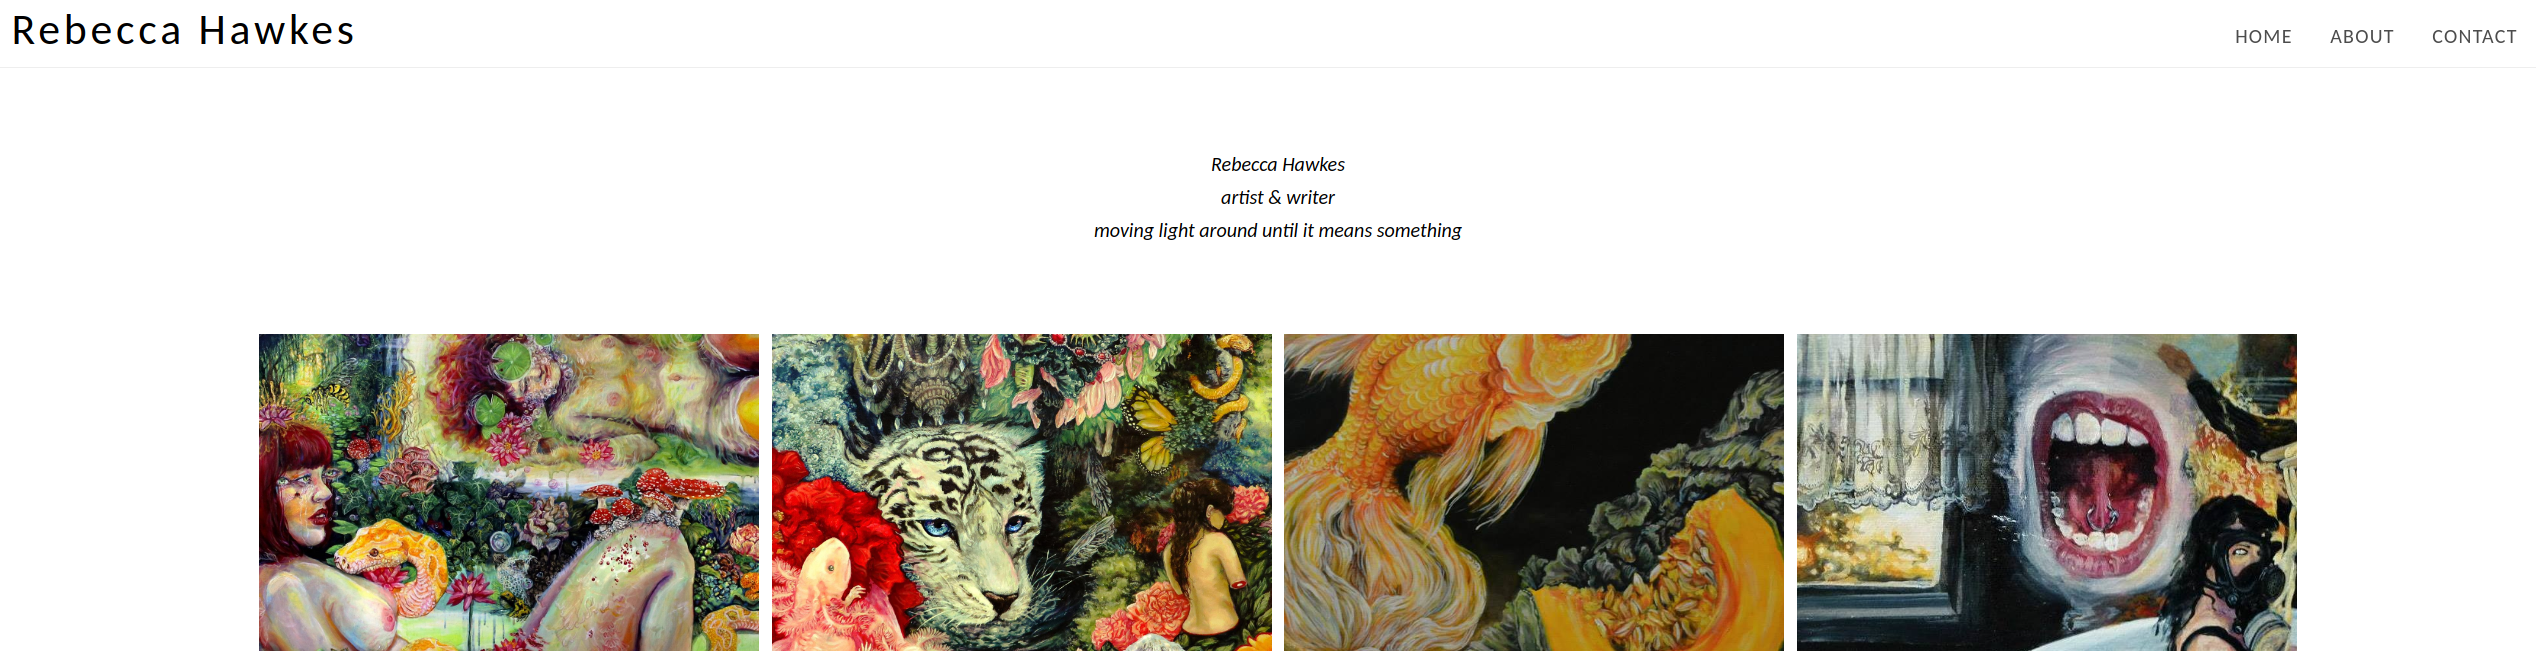 Rebecca Hawkes
HOME ABOUT CONTACT
Rebecca Hawkes
artist & writer
moving light around until it means something